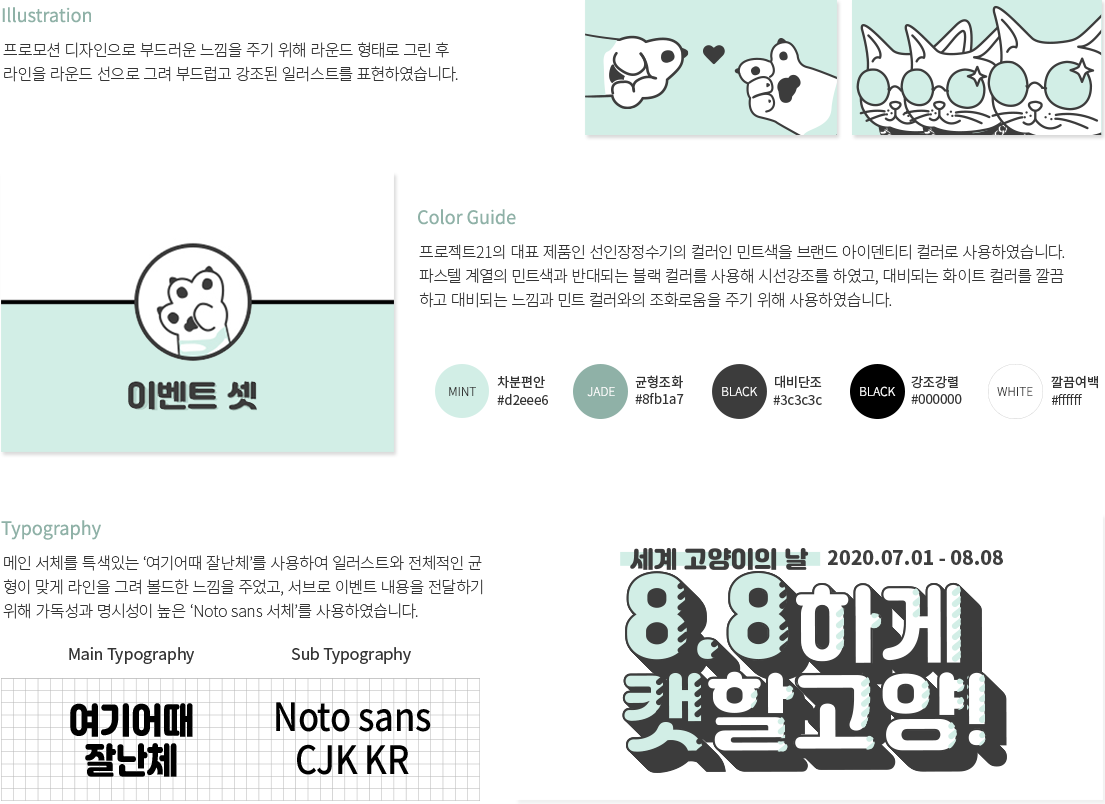 Illustration
프로모션 디자인으로 부드러운 느낌을 주기 위해 라운드 형태로 그린 후
라인을 라운드 선으로 그려 부드럽고 강조된 일러스트를 표현하였습니다.
이벤트 셋
Color Guide
프로젝트21의 대표 제품인 선인장정수기의 컬러인 민트색을 브랜드 아이덴티티 컬러로 사용하였습니다.
파스텔 계열의 민트색과 반대되는 블랙 컬러를 사용해 시선강조를 하였고, 대비되는 화이트 컬러를 깔끔
하고 대비되는 느낌과 민트 컬러와의 조화로움을 주기 위해 사용하였습니다.
MINT
차분편안
#d2eee6
JADE
균형조화
#8fb1a7
BLACK
대비단조
#3c3c3c
BLACK
강조강렬
#000000
WHITE
깔끔여백
#ffffff
Typography
메인 서체를 특색있는 ‘여기어때 잘난체’를 사용하여 일러스트와 전체적인 균
형이 맞게 라인을 그려 볼드한 느낌을 주었고, 서브로 이벤트 내용을 전달하기
위해 가독성과 명시성이 높은 ‘Noto sans 서체’를 사용하였습니다.
Main Typography
여기어때
잘난체
Sub Typography
Noto sans
CJK KR
세계 고양이의 날 2020.07.01 - 08.08
8.8하게
캣할고양!